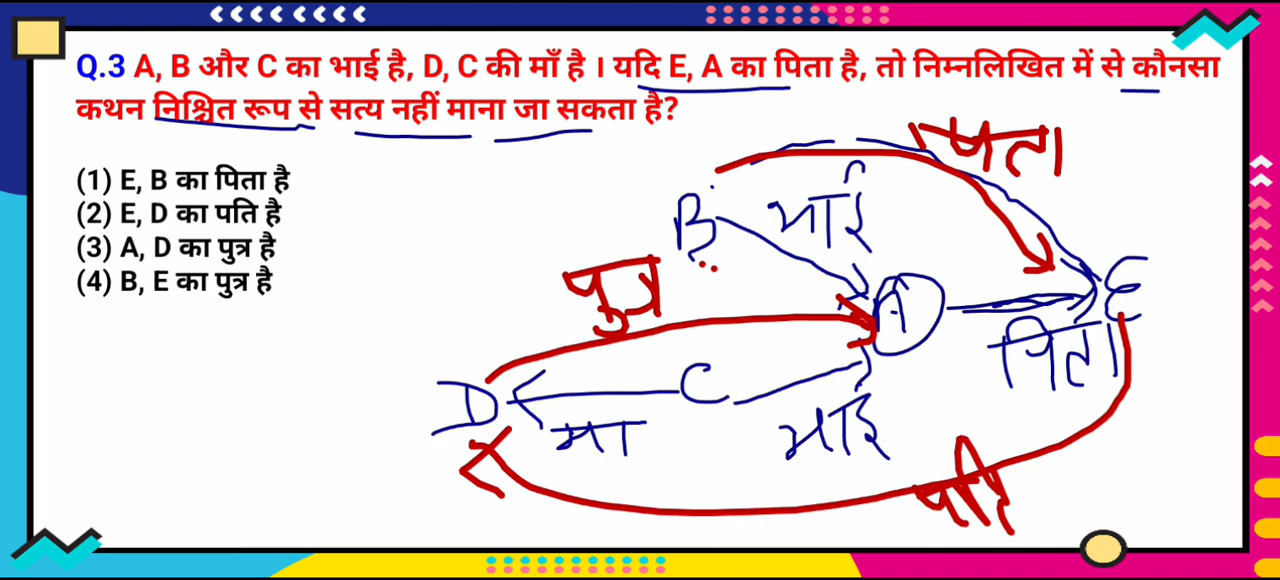 Q.3 A, B और C का भाई है, D, C की माँ है । यदि E, A का पिता है, तो निम्नलिखित में से कौनसा
कथन निश्चित रूप से सत्य नहीं माना जा सकता है?
(1) E, B का पिता है
(2) E, D का पति है
(3) A, D का पुत्र है
(4) B, E का पुत्र है
पिता
B भाई
पुत्र A E
पिता
D C
मा भाई
पति